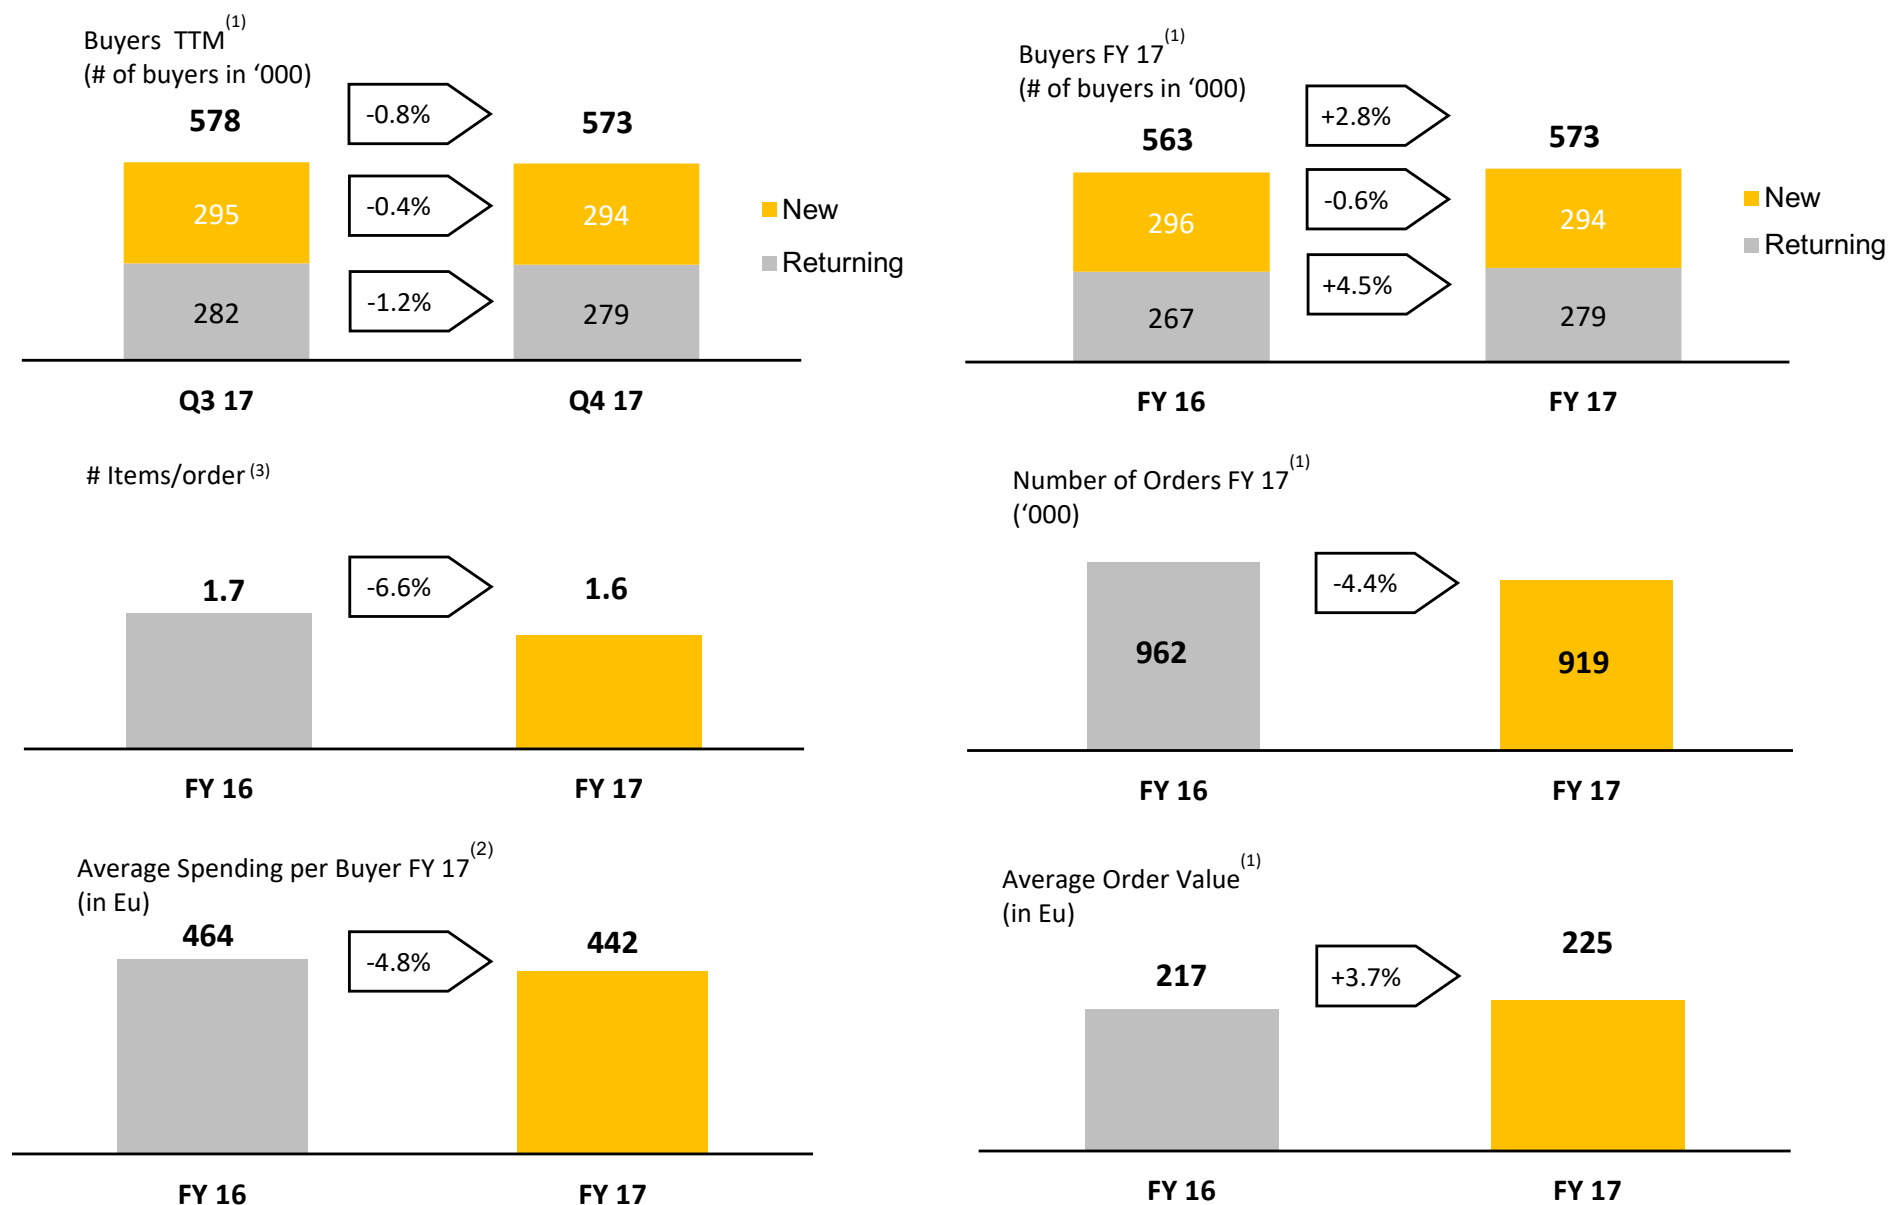 Buyers TTM(1)
(# of buyers in ‘000)
578
-0.8%
573
295
-0.4%
294
282
-1.2%
279
New
Returning
Q3 17
Q4 17
Buyers FY 17(1)
(# of buyers in ‘000)
563
+2.8%
573
296
-0.6%
294
267
+4.5%
279
New
Returning
FY 16
FY 17
# Items/order (3)
1.7
-6.6%
1.6
FY 16
FY 17
Number of Orders FY 17(1)
(‘000)
962
-4.4%
919
FY 16
FY 17
Average Spending per Buyer FY 17(2)
(in Eu)
464
-4.8%
442
FY 16
FY 17
Average Order Value(1)
(in Eu)
217
+3.7%
225
FY 16
FY 17